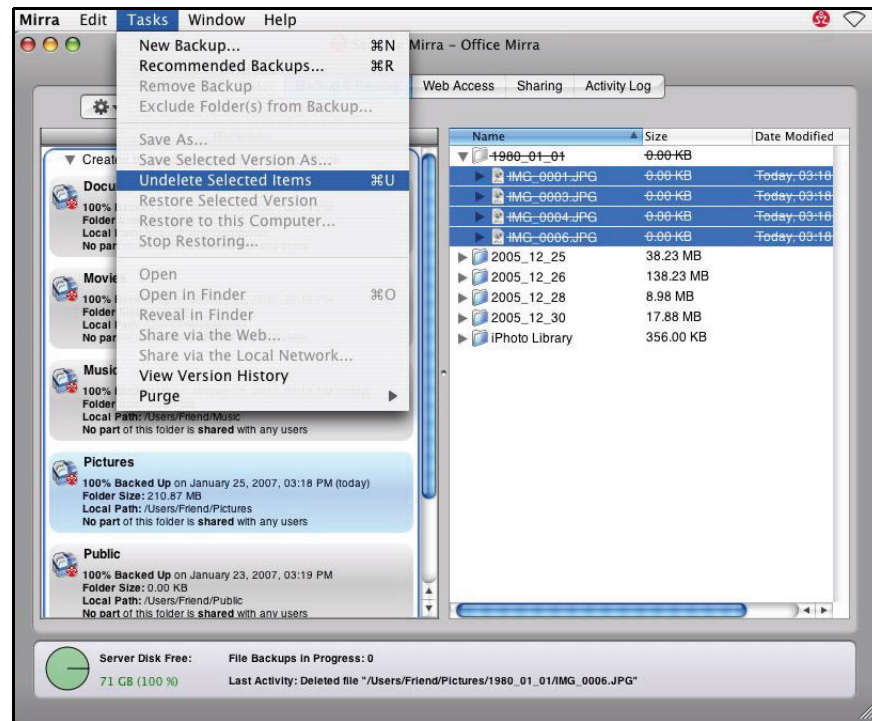 Mirra Edit Tasks Window Help
Mirra – Office Mirra
New Backup... ⌘N
Recommended Backups... ⌘R
Remove Backup
Exclude Folder(s) from Backup...
Save As...
Save Selected Version As...
Undelete Selected Items ⌘U
Restore Selected Version
Restore to this Computer...
Stop Restoring...
Open
Open in Finder ⌘O
Reveal in Finder
Share via the Web...
Share via the Local Network...
View Version History
Purge
Web Access Sharing Activity Log
Movie
Music
100%
Folder
Local Path: /Users/Friend/Music
No part of this folder is shared with any users
Pictures
100% Backed Up on January 25, 2007, 03:18 PM (today)
Folder Size: 210.87 MB
Local Path: /Users/Friend/Pictures
No part of this folder is shared with any users
Public
100% Backed Up on January 23, 2007, 03:19 PM
Folder Size: 0.00 KB
Local Path: /Users/Friend/Public
No part of this folder is shared with any users
Name Size Date Modified
1980_01_01 0.00 KB
IMG_0001.JPG 0.00 KB Today, 03:18
IMG_0003.JPG 0.00 KB Today, 03:18
IMG_0004.JPG 0.00 KB Today, 03:18
IMG_0006.JPG 0.00 KB Today, 03:18
2005_12_25 38.23 MB
2005_12_26 138.23 MB
2005_12_28 8.98 MB
2005_12_30 17.88 MB
iPhoto Library 356.00 KB
Server Disk Free: File Backups in Progress: 0
71 GB (100 %) Last Activity: Deleted file "/Users/Friend/Pictures/1980_01_01/IMG_0006.JPG"